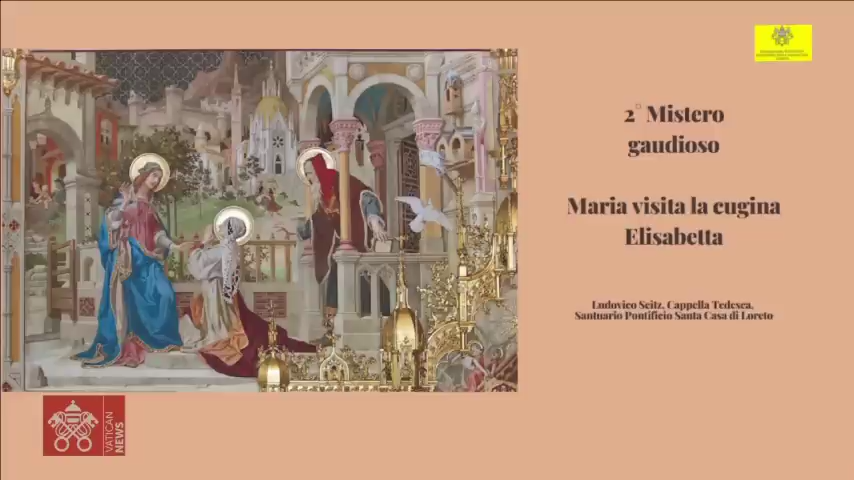 2° Mistero
gaudioso
Maria visita la cugina
Elisabetta
Ludovico Seitz, Cappella Tedesca,
Santuario Pontificio Santa Casa di Loreto
VATICAN
NEWS